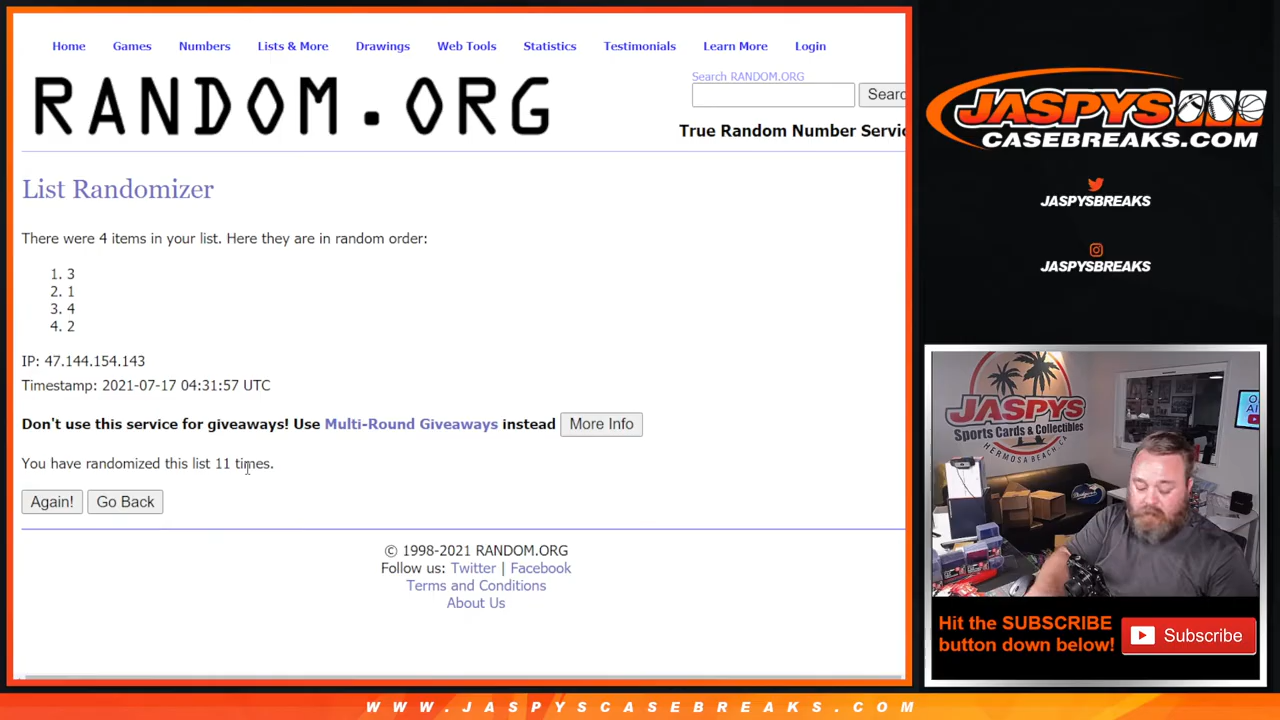 Home Games Numbers Lists & More Drawings Web Tools Statistics Testimonials Learn More Login
RANDOM.ORG
Search RANDOM.ORG
True Random Number Servic
List Randomizer
There were 4 items in your list. Here they are in random order:
1. 3
2. 1
3. 4
4. 2
IP: 47.144.154.143
Timestamp: 2021-07-17 04:31:57 UTC
Don't use this service for giveaways! Use Multi-Round Giveaways instead More Info
You have randomized this list 11 times.
Again! Go Back
© 1998-2021 RANDOM.ORG
Follow us: Twitter | Facebook
Terms and Conditions
About Us
JASPYS
CASEBREAKS.COM
JASPYSBREAKS
JASPYSBREAKS
JASPYS
Sports Cards & Collectibles
HERMOSA BEACH CA
Hit the SUBSCRIBE
button down below!
Subscribe
WWW.JASPYSCASEBREAKS.COM